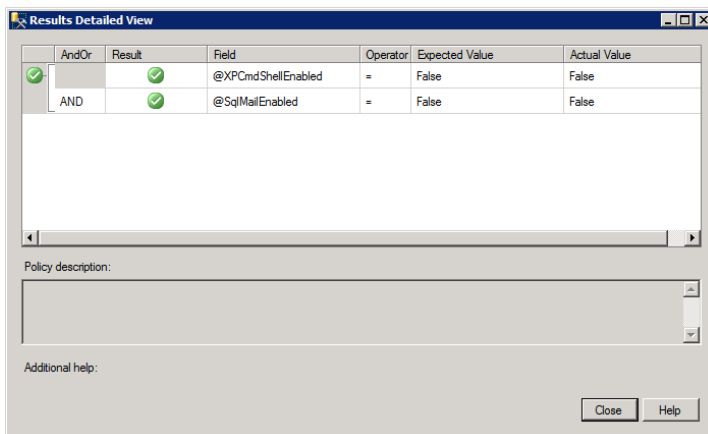 Results Detailed View
AndOr Result Field Operator Expected Value Actual Value
@XPCmdShellEnabled = False False
AND @SqlMailEnabled = False False
Policy description:
Additional help:
Close Help